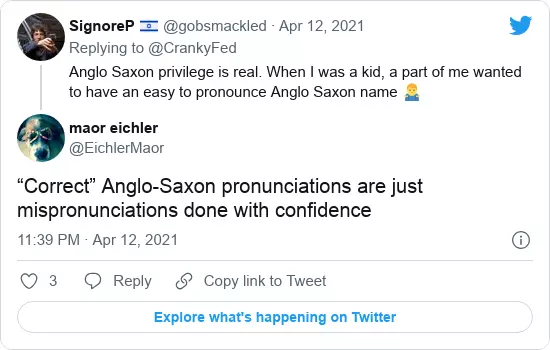 SignoreP 🇮🇱 @gobsmackled · Apr 12, 2021
Replying to @CrankyFed
Anglo Saxon privilege is real. When I was a kid, a part of me wanted
to have an easy to pronounce Anglo Saxon name 🤷‍♂️
maor eichler
@EichlerMaor
“Correct” Anglo-Saxon pronunciations are just
mispronunciations done with confidence
11:39 PM · Apr 12, 2021
3 Reply Copy link to Tweet
Explore what's happening on Twitter